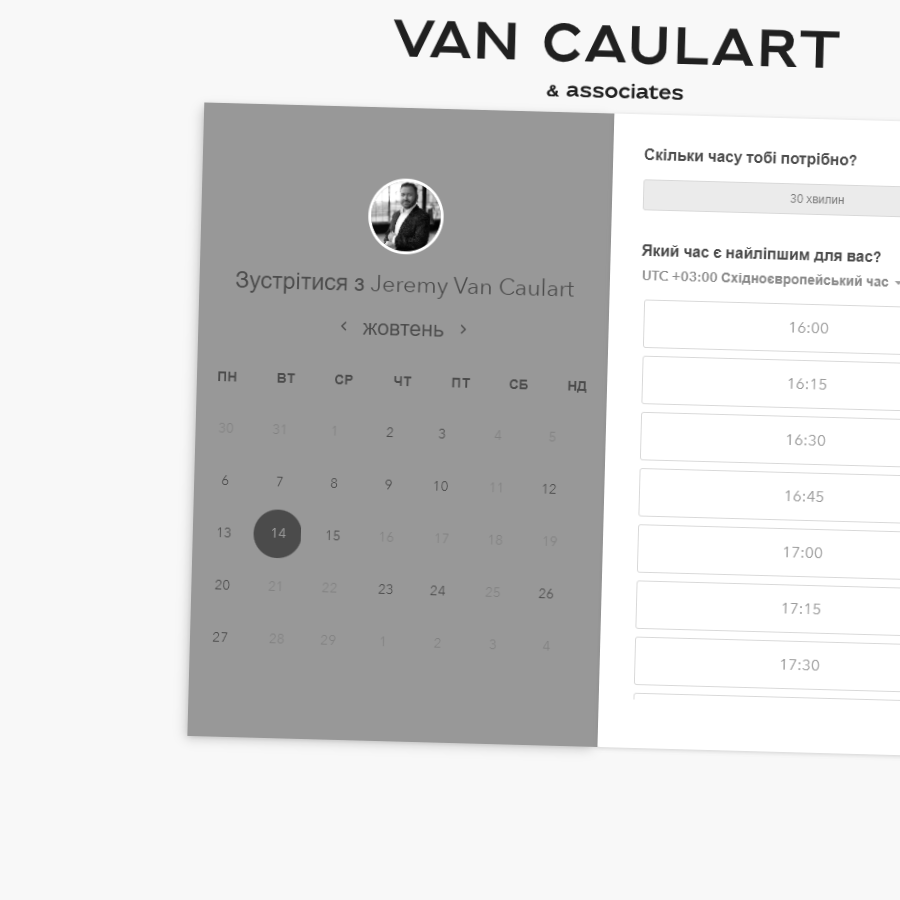 VAN CAULART
& associates
Зустрітися з Jeremy Van Caulart
жовтень
ПН ВТ СР ЧТ ПТ СБ НД
30 31 1 2 3 4 5
6 7 8 9 10 11 12
13 14 15 16 17 18 19
20 21 22 23 24 25 26
27 28 29 1 2 3 4
Скільки часу тобі потрібно?
30 хвилин
Який час є найліпшим для вас?
UTC +03:00 Східноєвропейський час
16:00
16:15
16:30
16:45
17:00
17:15
17:30